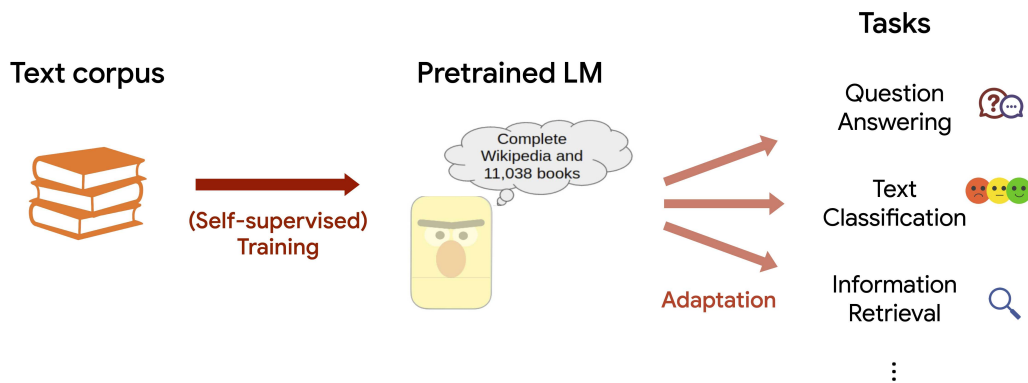 Text corpus
(Self-supervised)
Training
Pretrained LM
Complete
Wikipedia and
11,038 books
Adaptation
Tasks
Question
Answering
?
Text
Classification
Information
Retrieval
⋮